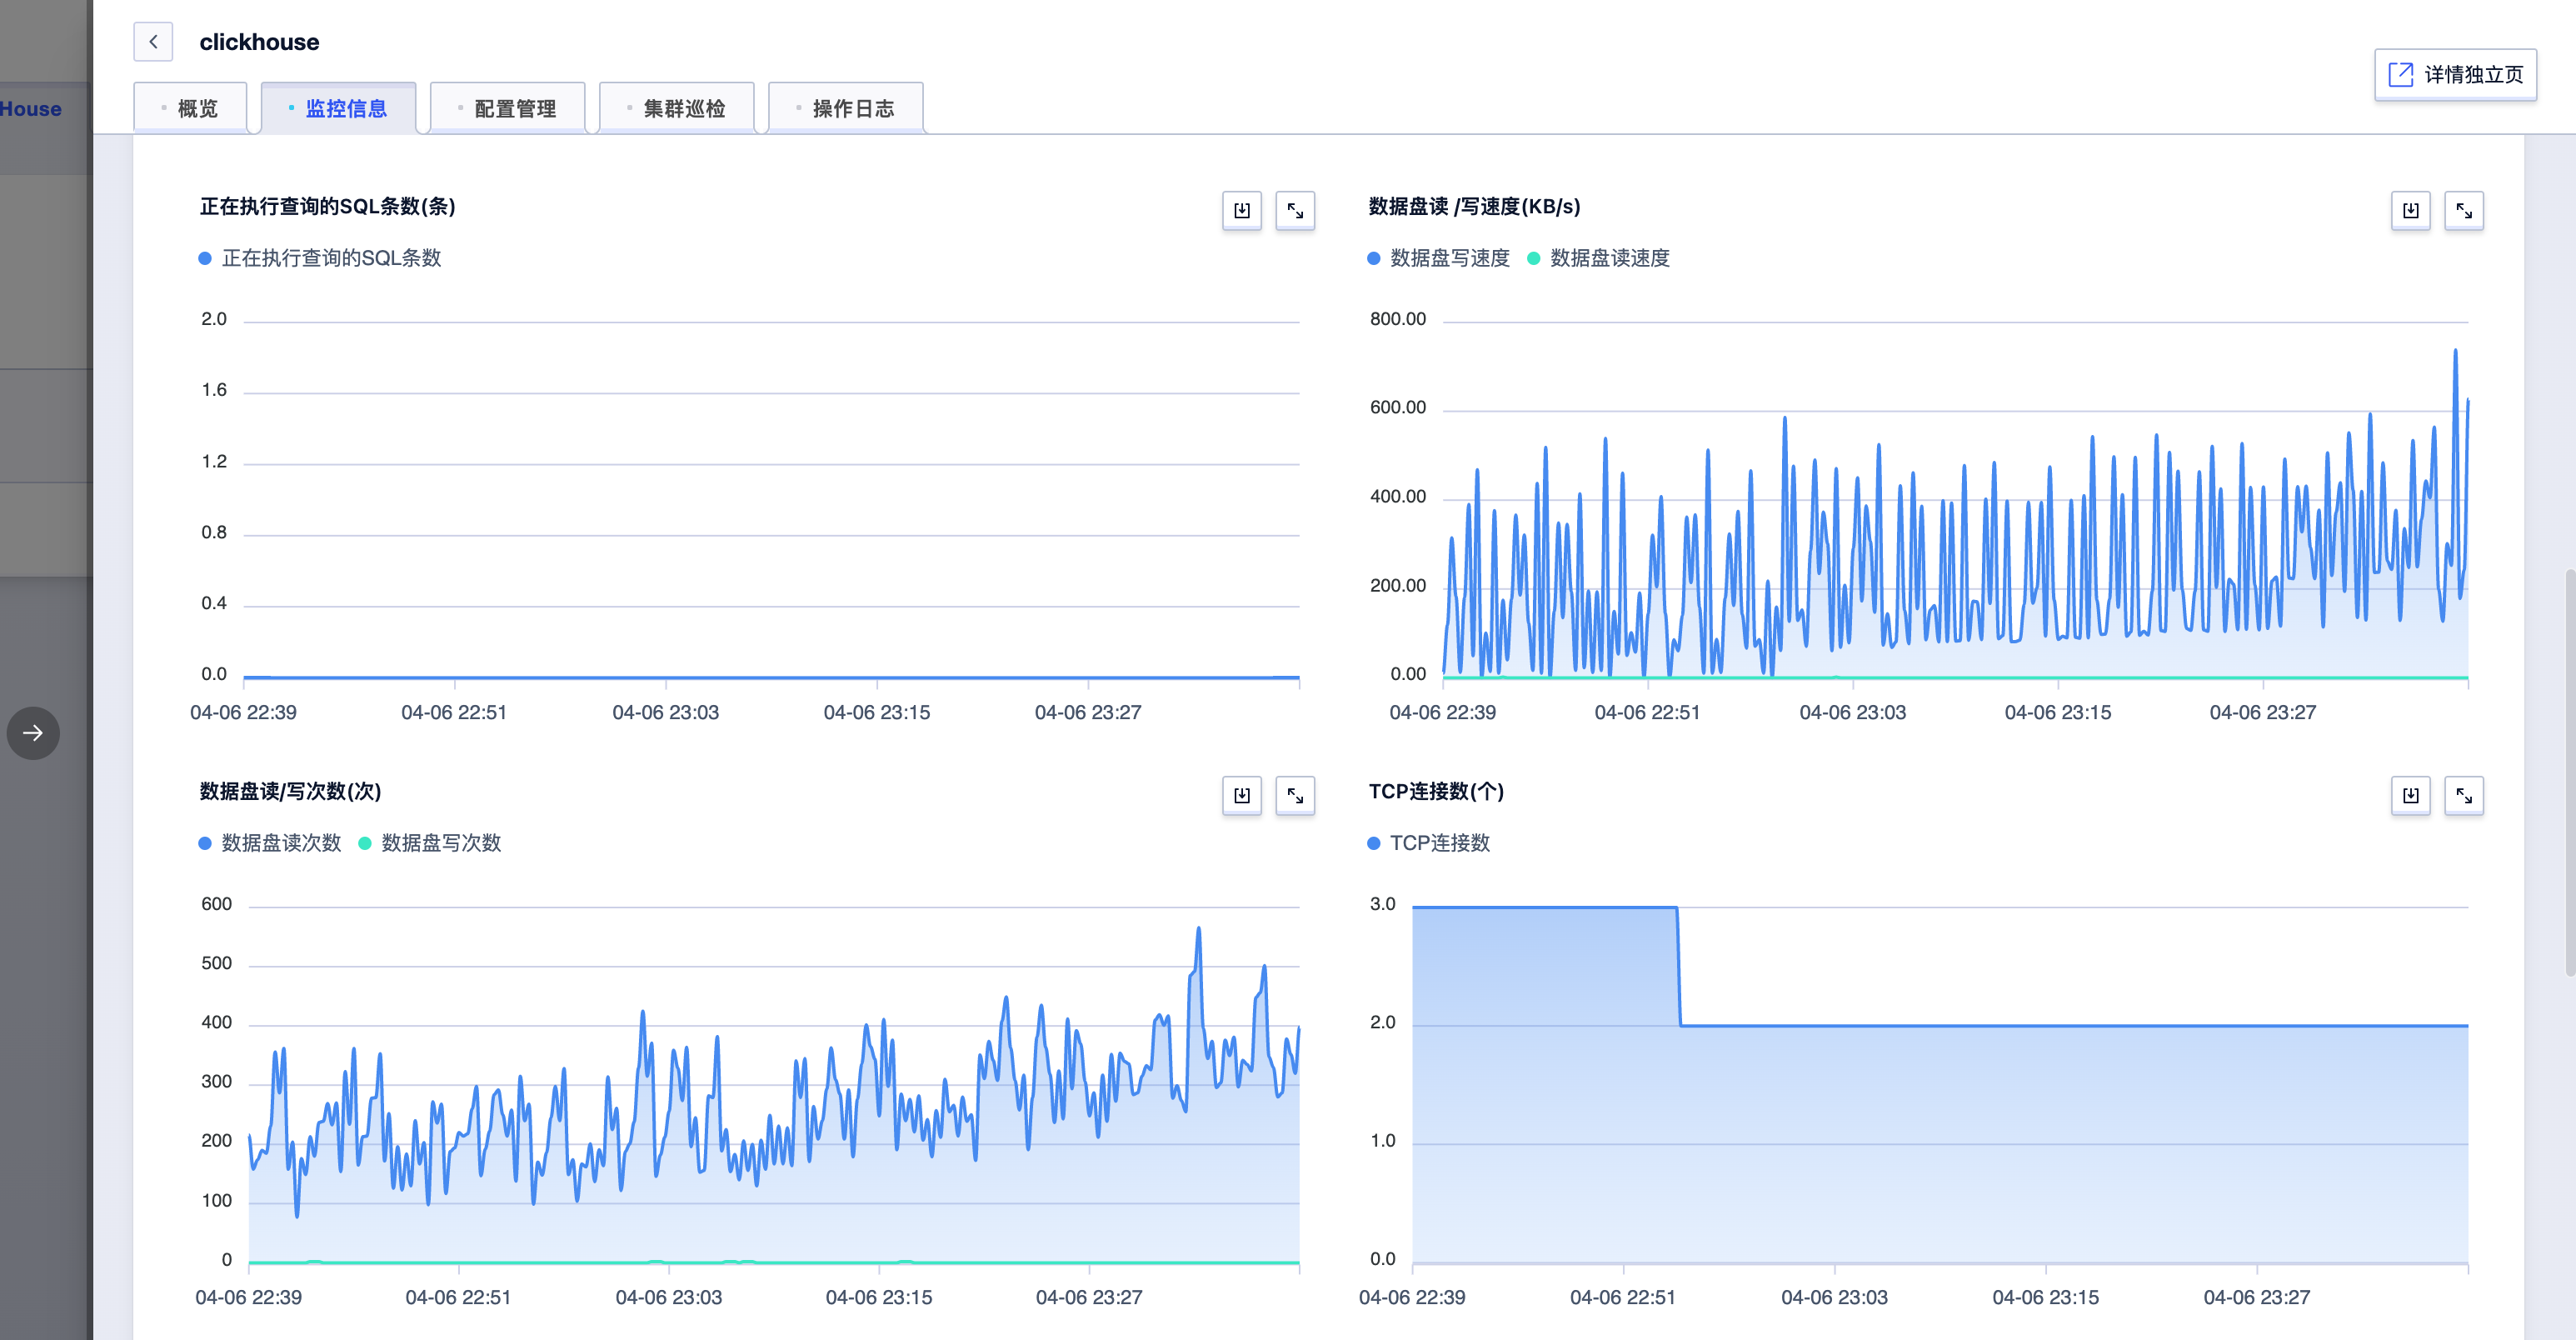 House
clickhouse
详情独立页
概览
监控信息
配置管理
集群巡检
操作日志
正在执行查询的SQL条数(条)
正在执行查询的SQL条数
2.0
1.6
1.2
0.8
0.4
0.0
04-06 22:39
04-06 22:51
04-06 23:03
04-06 23:15
04-06 23:27
数据盘读 /写速度(KB/s)
数据盘写速度
数据盘读速度
800.00
600.00
400.00
200.00
0.00
04-06 22:39
04-06 22:51
04-06 23:03
04-06 23:15
04-06 23:27
数据盘读/写次数(次)
数据盘读次数
数据盘写次数
600
500
400
300
200
100
0
04-06 22:39
04-06 22:51
04-06 23:03
04-06 23:15
04-06 23:27
TCP连接数(个)
TCP连接数
3.0
2.0
1.0
0.0
04-06 22:39
04-06 22:51
04-06 23:03
04-06 23:15
04-06 23:27